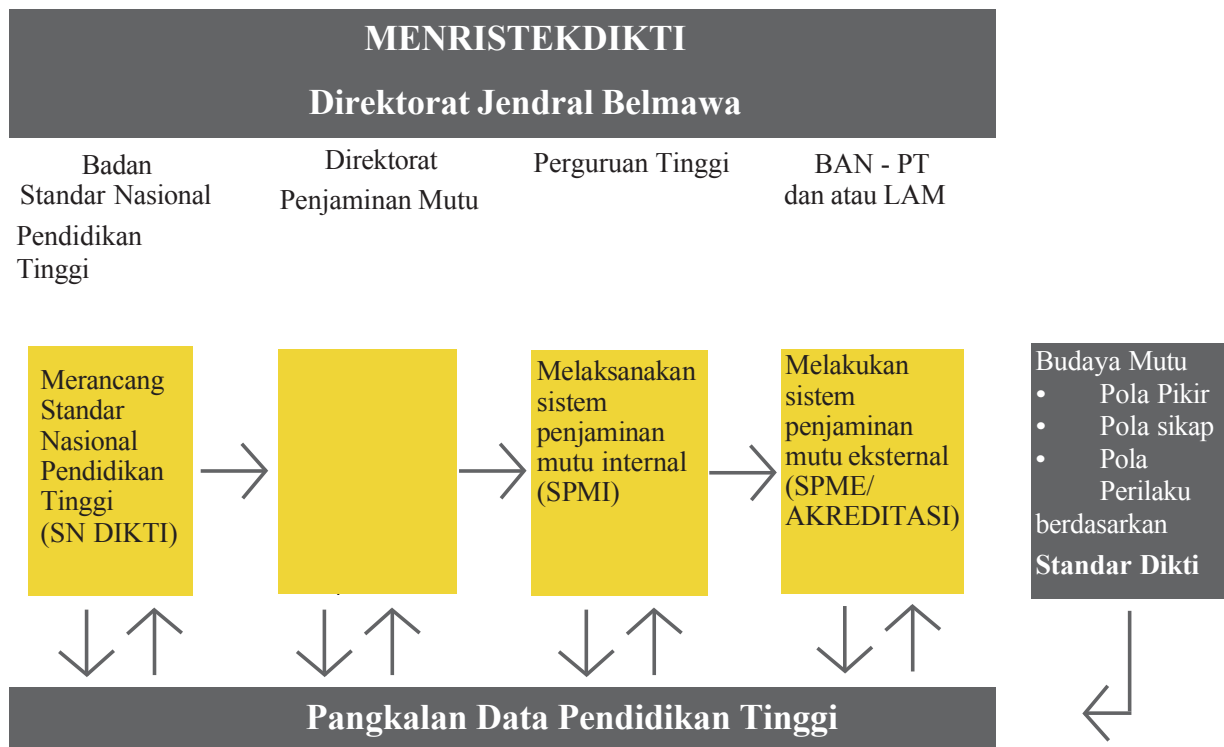 MENRISTEKDIKTI
Direktorat Jendral Belmawa
Badan
Standar Nasional
Pendidikan
Tinggi
Direktorat
Penjaminan Mutu
Perguruan Tinggi
BAN - PT
dan atau LAM
Merancang
Standar
Nasional
Pendidikan
Tinggi
(SN DIKTI)
Melaksanakan
sistem
penjaminan
mutu internal
(SPMI)
Melakukan
sistem
penjaminan
mutu eksternal
(SPME/
AKREDITASI)
Budaya Mutu
• Pola Pikir
• Pola sikap
• Pola
Perilaku
berdasarkan
Standar Dikti
Pangkalan Data Pendidikan Tinggi